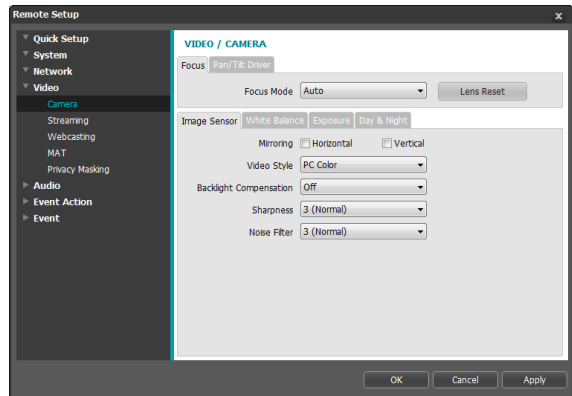 Remote Setup x
Quick Setup
System
Network
Video
Camera
Streaming
Webcasting
MAT
Privacy Masking
Audio
Event Action
Event
VIDEO / CAMERA
Focus Pan/Tilt Driver
Focus Mode Auto Lens Reset
Image Sensor White Balance Exposure Day & Night
Mirroring Horizontal Vertical
Video Style PC Color
Backlight Compensation Off
Sharpness 3 (Normal)
Noise Filter 3 (Normal)
OK Cancel Apply